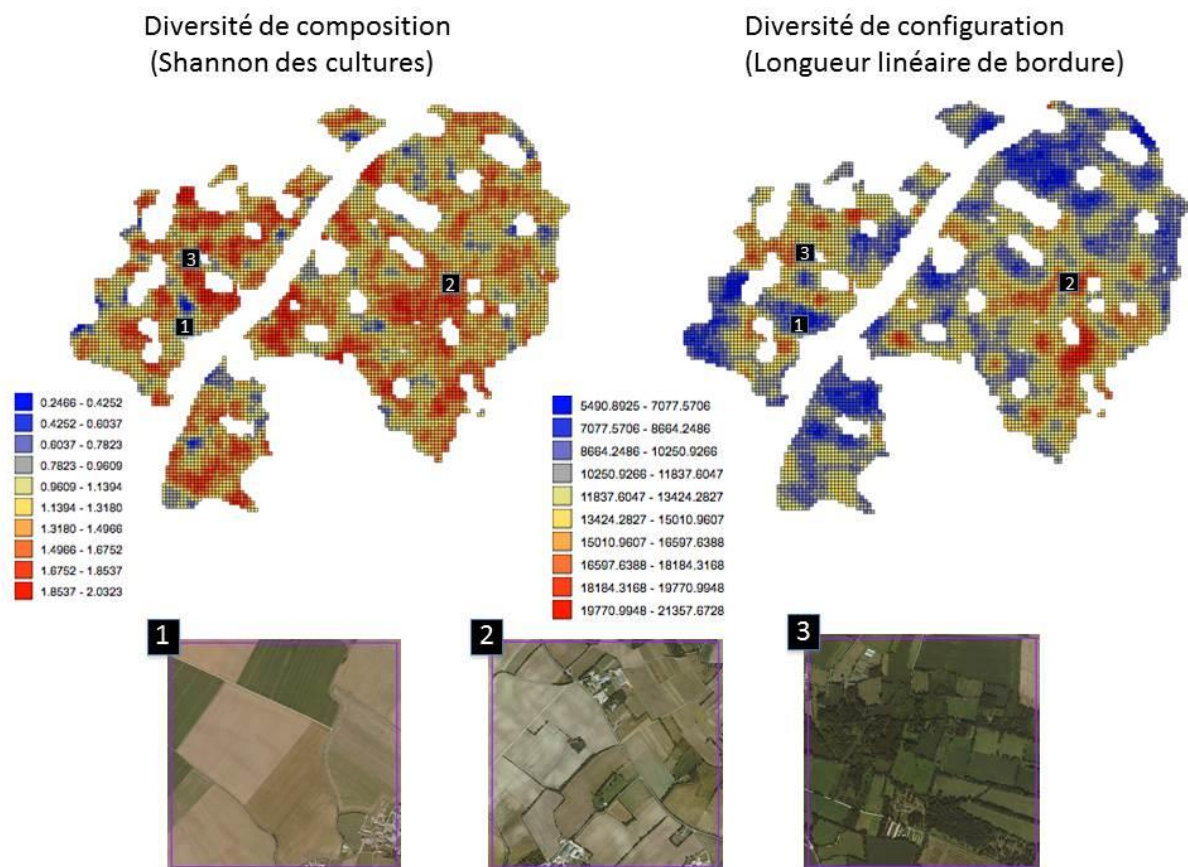 Diversité de composition
(Shannon des cultures)
Diversité de configuration
(Longueur linéaire de bordure)
3
2
1
3
2
1
0.2466 - 0.4252
0.4252 - 0.6037
0.6037 - 0.7823
0.7823 - 0.9609
0.9609 - 1.1394
1.1394 - 1.3180
1.3180 - 1.4966
1.4966 - 1.6752
1.6752 - 1.8537
1.8537 - 2.0323
5490.8925 - 7077.5706
7077.5706 - 8664.2486
8664.2486 - 10250.9266
10250.9266 - 11837.6047
11837.6047 - 13424.2827
13424.2827 - 15010.9607
15010.9607 - 16597.6388
16597.6388 - 18184.3168
18184.3168 - 19770.9948
19770.9948 - 21357.6728
1
2
3